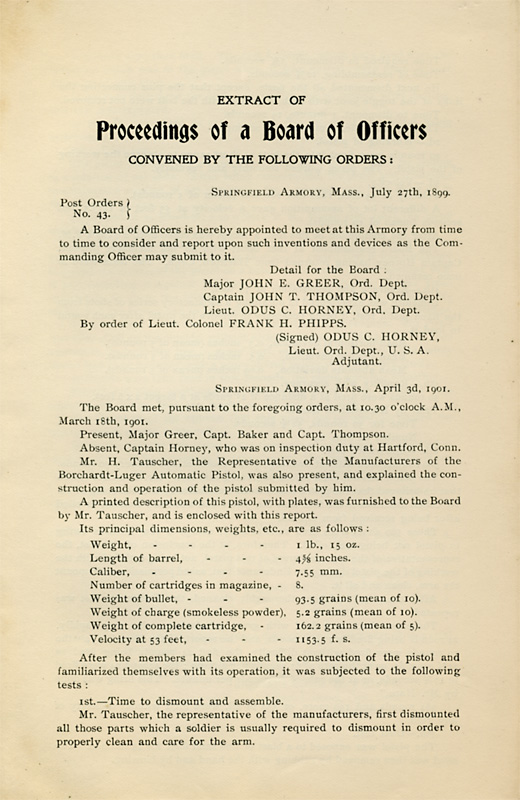 EXTRACT OF
Proceedings of a Board of Officers
CONVENED BY THE FOLLOWING ORDERS:
SPRINGFIELD ARMORY, MASS., July 27th, 1899.
Post Orders }
No. 43. }
A Board of Officers is hereby appointed to meet at this Armory from time
to time to consider and report upon such inventions and devices as the Com-
manding Officer may submit to it.
Detail for the Board:
Major JOHN E. GREER, Ord. Dept.
Captain JOHN T. THOMPSON, Ord. Dept.
Lieut. ODUS C. HORNEY, Ord. Dept.
By order of Lieut. Colonel FRANK H. PHIPPS.
(Signed) ODUS C. HORNEY,
Lieut. Ord. Dept., U. S. A.
Adjutant.
SPRINGFIELD ARMORY, MASS., April 3d, 1901.
The Board met, pursuant to the foregoing orders, at 10.30 o'clock A.M.,
March 18th, 1901.
Present, Major Greer, Capt. Baker and Capt. Thompson.
Absent, Captain Horney, who was on inspection duty at Hartford, Conn.
Mr. H. Tauscher, the Representative of the Manufacturers of the
Borchardt-Luger Automatic Pistol, was also present, and explained the con-
struction and operation of the pistol submitted by him.
A printed description of this pistol, with plates, was furnished to the Board
by Mr. Tauscher, and is enclosed with this report.
Its principal dimensions, weights, etc., are as follows:
Weight, - - - - 1 lb., 15 oz.
Length of barrel, - - - inches.
Caliber, - - - - 7.55 mm.
Number of cartridges in magazine, - 8.
Weight of bullet, - - - 93.5 grains (mean of 10).
Weight of charge (smokeless powder), 5.2 grains (mean of 10).
Weight of complete cartridge, - 162.2 grains (mean of 5).
Velocity at 53 feet, - - - 1153.5 f. s.
After the members had examined the construction of the pistol and
familiarized themselves with its operation, it was subjected to the following
tests:
1st.—Time to dismount and assemble.
Mr. Tauscher, the representative of the manufacturers, first dismounted
all those parts which a soldier is usually required to dismount in order to
properly clean and care for the arm.